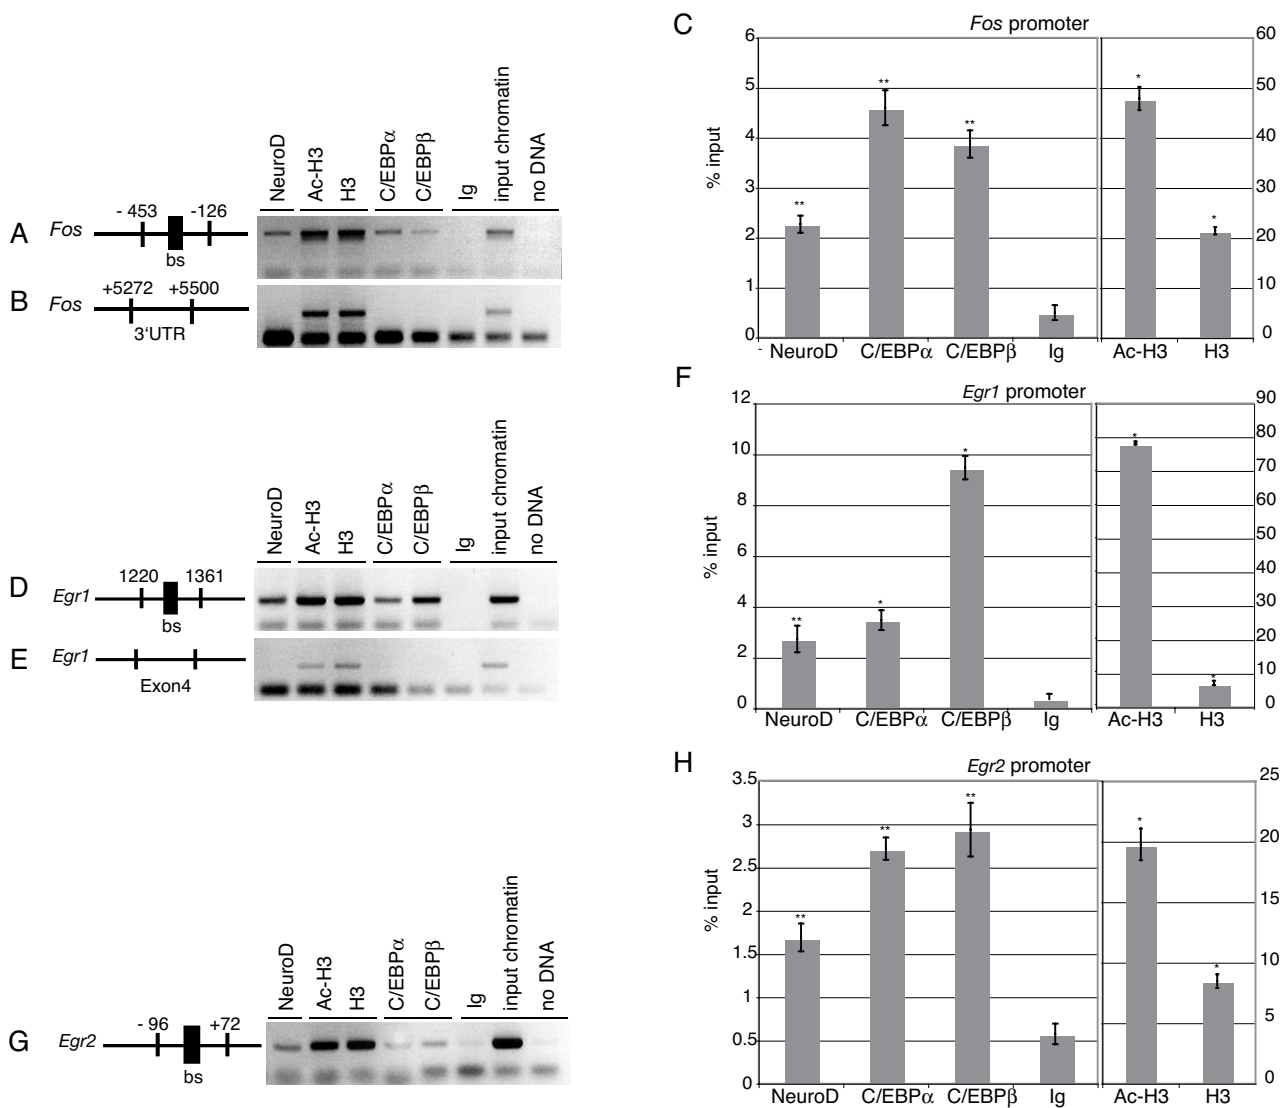 NeuroD
Ac-H3
H3
C/EBPα
C/EBPβ
Ig
input chromatin
no DNA
A
Fos
- 453
-126
bs
B
Fos
+5272
+5500
3‘UTR
C
Fos promoter
6
5
4
3
2
1
0
% input
**
**
**
*
*
60
50
40
30
20
10
0
- NeuroD C/EBPα C/EBPβ Ig Ac-H3 H3
NeuroD
Ac-H3
H3
C/EBPα
C/EBPβ
Ig
input chromatin
no DNA
D
Egr1
1220
1361
bs
E
Egr1
Exon4
F
Egr1 promoter
12
10
8
6
4
2
0
% input
**
*
*
*
*
90
80
70
60
50
40
30
20
10
0
NeuroD C/EBPα C/EBPβ Ig Ac-H3 H3
NeuroD
Ac-H3
H3
C/EBPα
C/EBPβ
Ig
input chromatin
no DNA
G
Egr2
- 96
+72
bs
H
Egr2 promoter
3.5
3
2.5
2
1.5
1
0.5
0
% input
**
**
**
*
*
25
20
15
10
5
0
NeuroD C/EBPα C/EBPβ Ig Ac-H3 H3